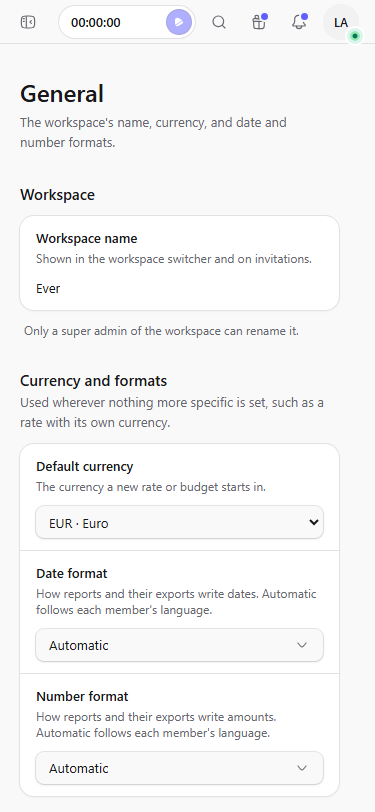 00:00:00
LA
General
The workspace's name, currency, and date and
number formats.
Workspace
Workspace name
Shown in the workspace switcher and on invitations.
Ever
Only a super admin of the workspace can rename it.
Currency and formats
Used wherever nothing more specific is set, such as a
rate with its own currency.
Default currency
The currency a new rate or budget starts in.
EUR · Euro
Date format
How reports and their exports write dates. Automatic
follows each member's language.
Automatic
Number format
How reports and their exports write amounts.
Automatic follows each member's language.
Automatic